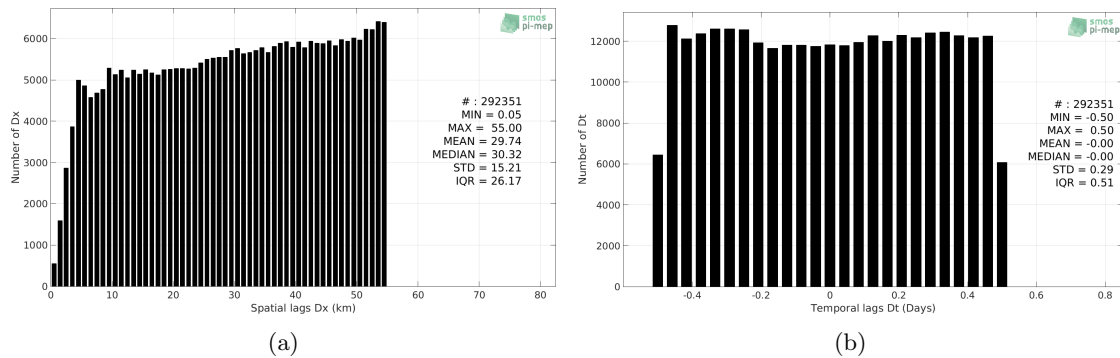 smos
pi-mep
6000
5000
4000
3000
2000
1000
0
Number of Dx
# : 292351
MIN = 0.05
MAX = 55.00
MEAN = 29.74
MEDIAN = 30.32
STD = 15.21
IQR = 26.17
0 10 20 30 40 50 60 70 80
Spatial lags Dx (km)
(a)
smos
pi-mep
12000
10000
8000
6000
4000
2000
0
Number of Dt
# : 292351
MIN = -0.50
MAX = 0.50
MEAN = -0.00
MEDIAN = -0.00
STD = 0.29
IQR = 0.51
-0.4 -0.2 0 0.2 0.4 0.6 0.8
Temporal lags Dt (Days)
(b)